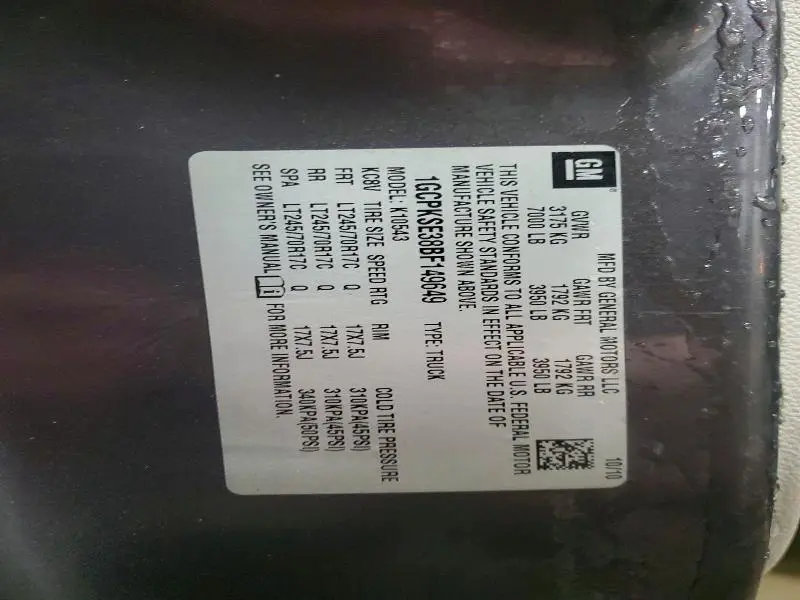 MFD BY GENERAL MOTORS LLC 10/10
GM®
GVWR GAWR FRT GAWR RR
3175 KG 1792 KG 1792 KG
7000 LB 3950 LB 3950 LB
THIS VEHICLE CONFORMS TO ALL APPLICABLE U.S. FEDERAL MOTOR
VEHICLE SAFETY STANDARDS IN EFFECT ON THE DATE OF
MANUFACTURE SHOWN ABOVE.
1GCPKSE38BF149649 TYPE: TRUCK
MODEL: K10543
KCRV TIRE SIZE SPEED RTG RIM COLD TIRE PRESSURE
FRT LT245/70R17C Q 17X7.5J 310KPA(45PSI)
RR LT245/70R17C Q 17X7.5J 310KPA(45PSI)
SPA LT245/70R17C Q 17X7.5J 340KPA(50PSI)
SEE OWNER'S MANUAL FOR MORE INFORMATION.